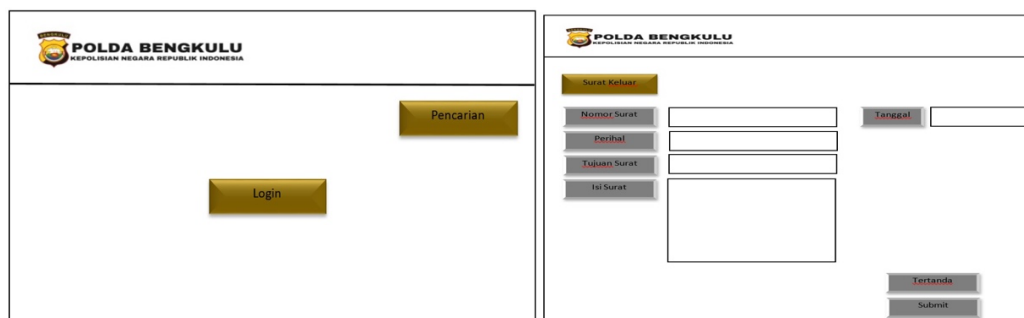 BENGKULU
POLDA BENGKULU
KEPOLISIAN NEGARA REPUBLIK INDONESIA
Pencarian
Login
POLDA BENGKULU
KEPOLISIAN NEGARA REPUBLIK INDONESIA
Surat Keluar
Nomor Surat
Tanggal
Perihal
Tujuan Surat
Isi Surat
Tertanda
Submit